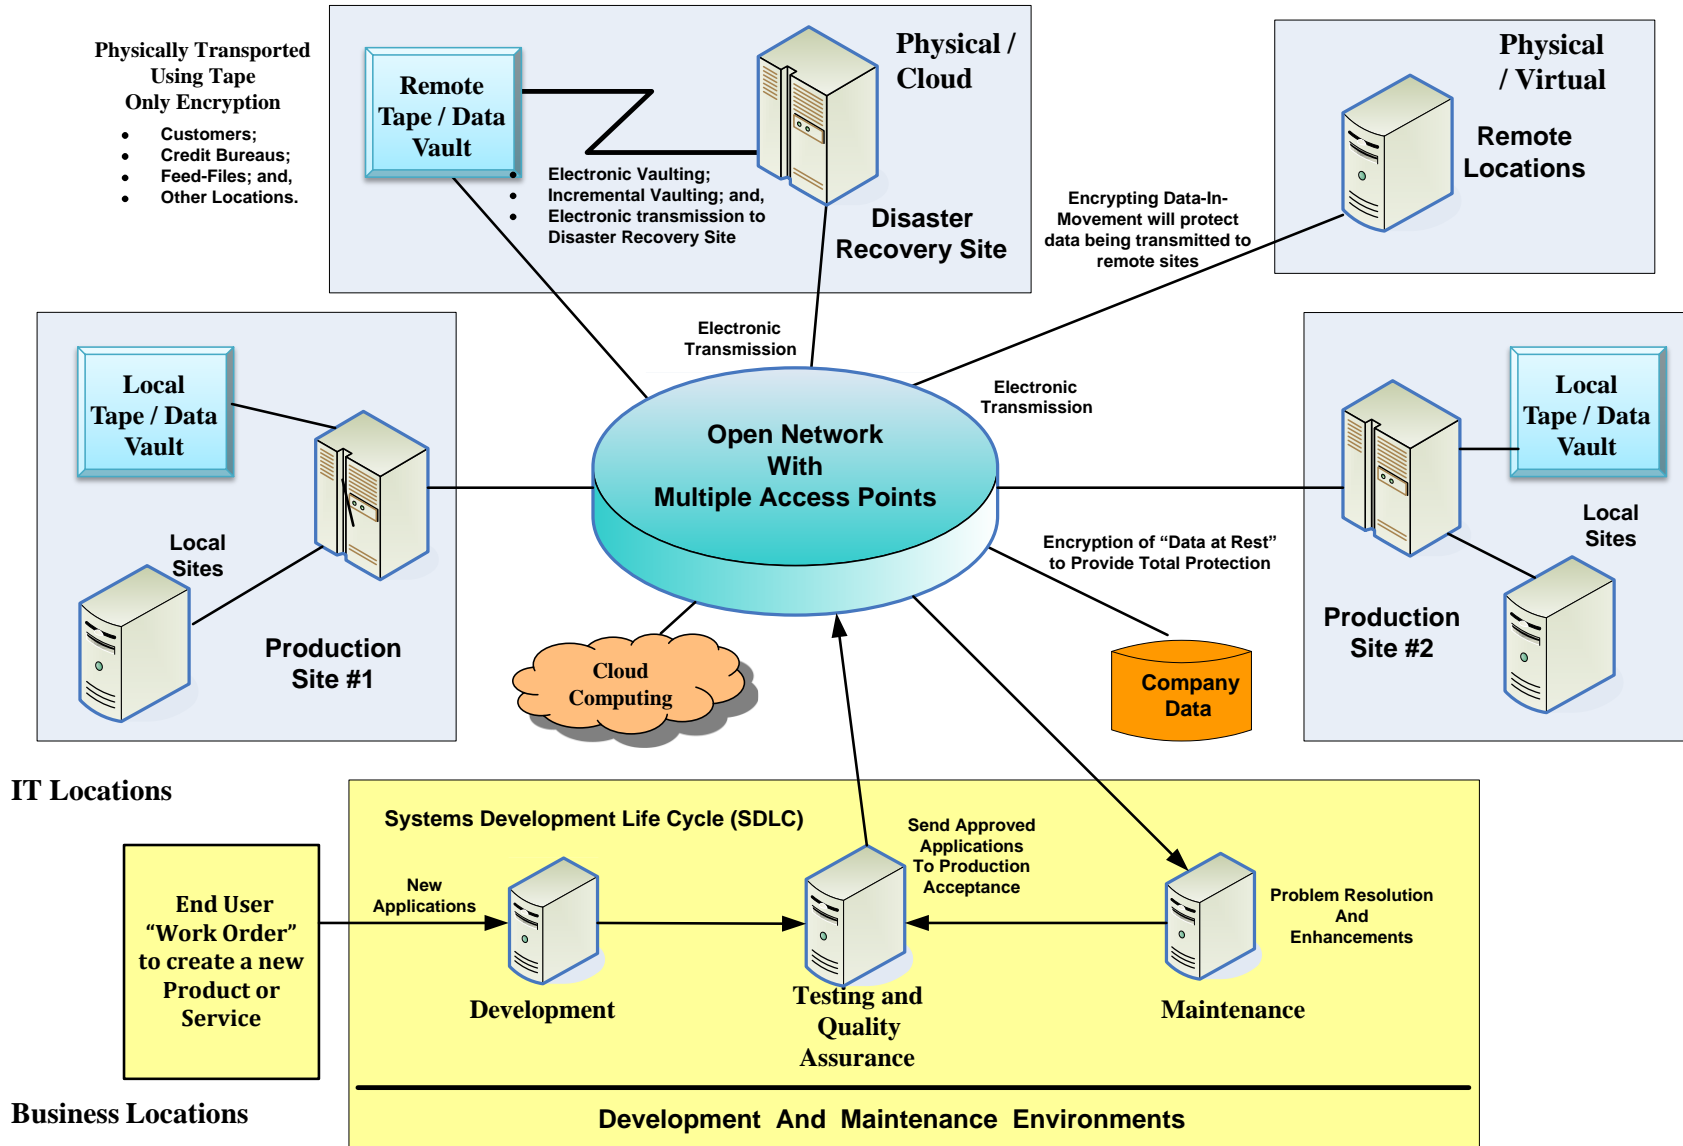 Physically Transported
Using Tape
Only Encryption
• Customers;
• Credit Bureaus;
• Feed-Files; and,
• Other Locations.
Remote
Tape / Data
Vault
Physical /
Cloud
• Electronic Vaulting;
• Incremental Vaulting; and,
• Electronic transmission to
Disaster Recovery Site
Disaster
Recovery Site
Physical
/ Virtual
Remote
Locations
Encrypting Data-In-
Movement will protect
data being transmitted to
remote sites
Electronic
Transmission
Electronic
Transmission
Local
Tape / Data
Vault
Local
Sites
Production
Site #1
Open Network
With
Multiple Access Points
Local
Tape / Data
Vault
Local
Sites
Production
Site #2
Encryption of “Data at Rest”
to Provide Total Protection
Cloud
Computing
Company
Data
IT Locations
Systems Development Life Cycle (SDLC)
Send Approved
Applications
To Production
Acceptance
New
Applications
End User
“Work Order”
to create a new
Product or
Service
Problem Resolution
And
Enhancements
Development
Testing and
Quality
Assurance
Maintenance
Business Locations
Development And Maintenance Environments